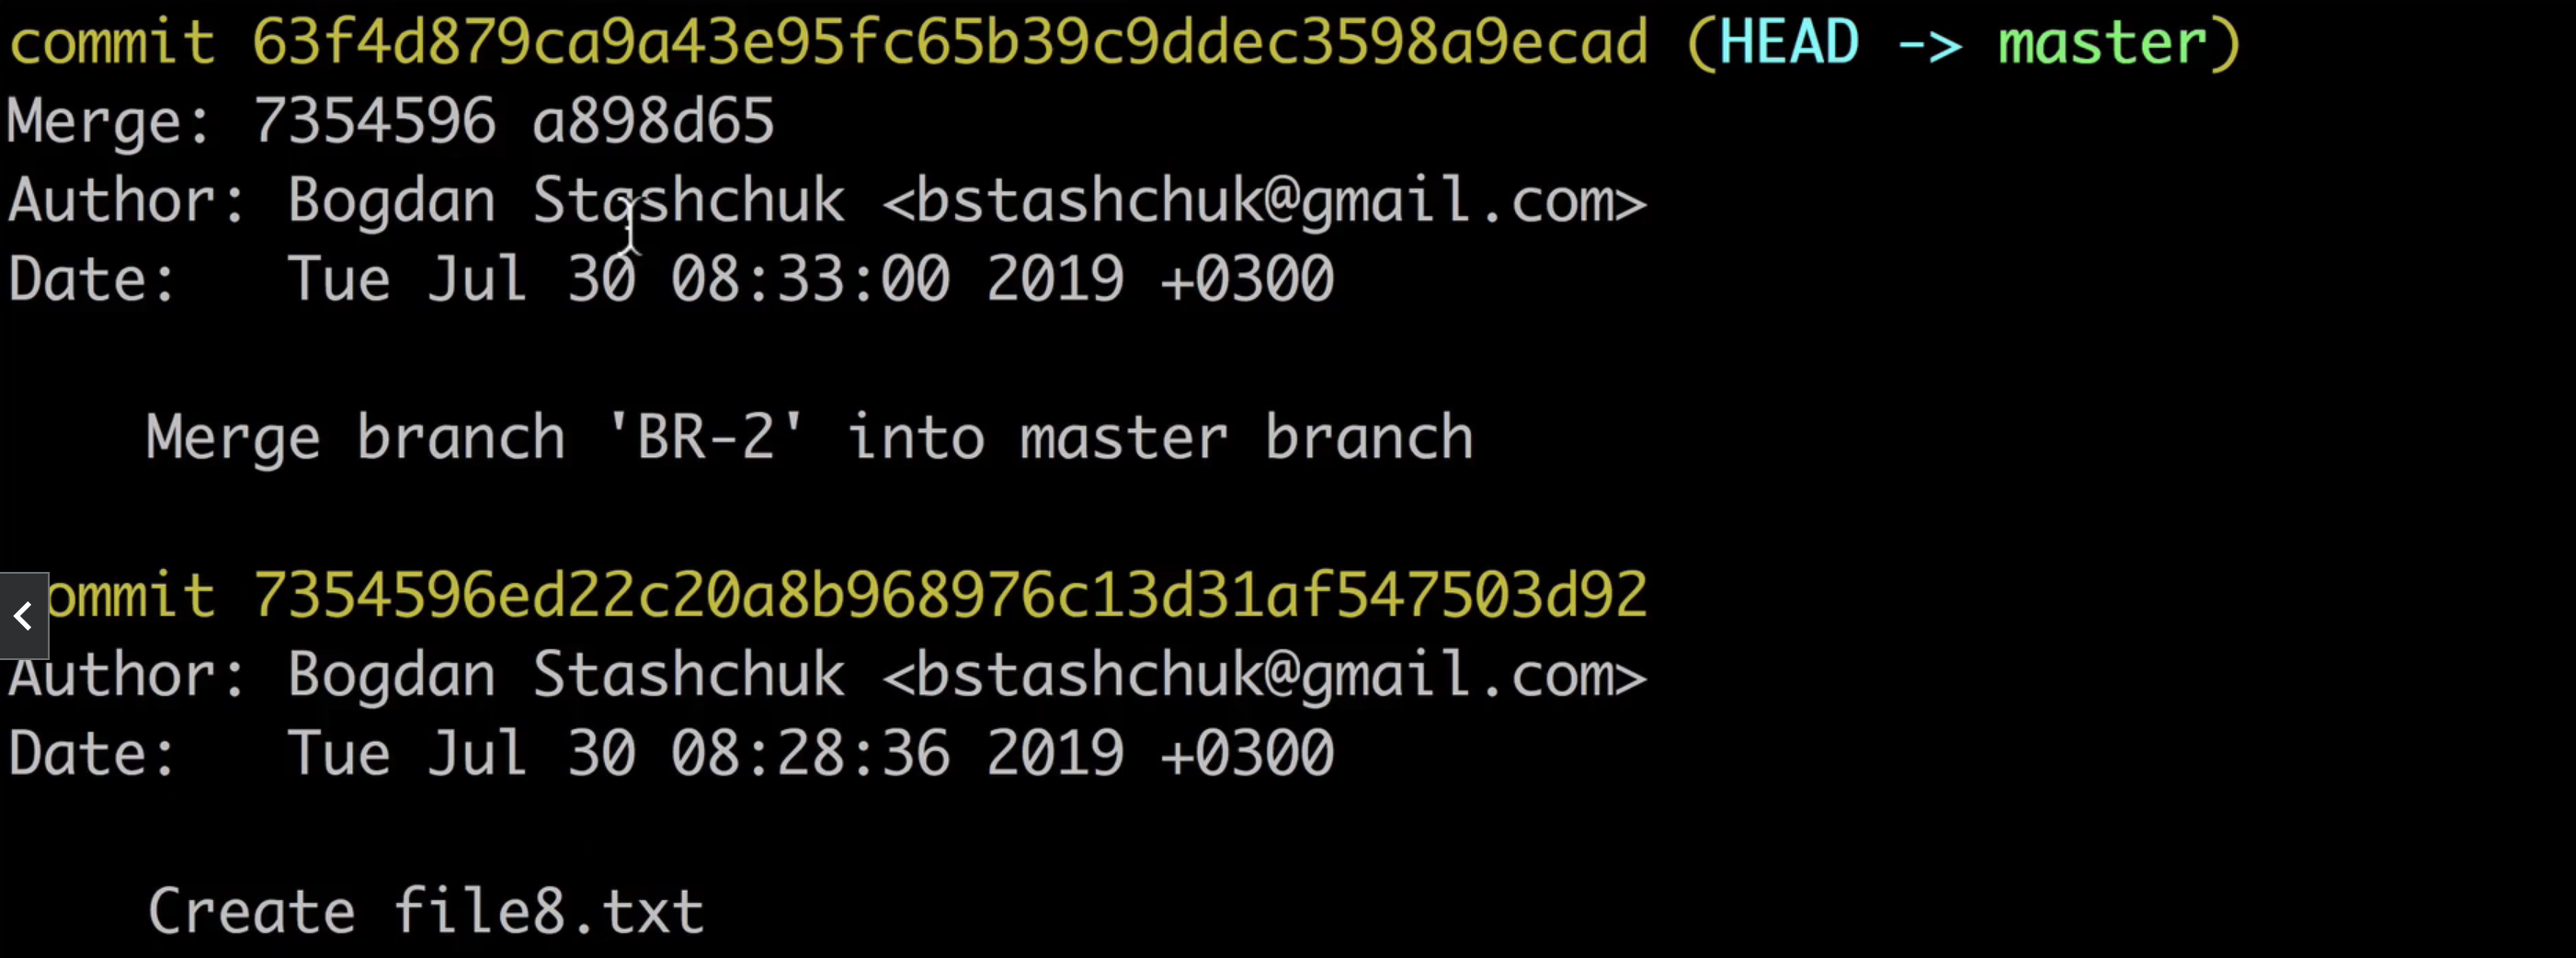 commit 63f4d879ca9a43e95fc65b39c9ddec3598a9ecad (HEAD -> master)
Merge: 7354596 a898d65
Author: Bogdan Stashchuk <bstashchuk@gmail.com>
Date:   Tue Jul 30 08:33:00 2019 +0300
Merge branch 'BR-2' into master branch
ommit 7354596ed22c20a8b968976c13d31af547503d92
Author: Bogdan Stashchuk <bstashchuk@gmail.com>
Date:   Tue Jul 30 08:28:36 2019 +0300
Create file8.txt